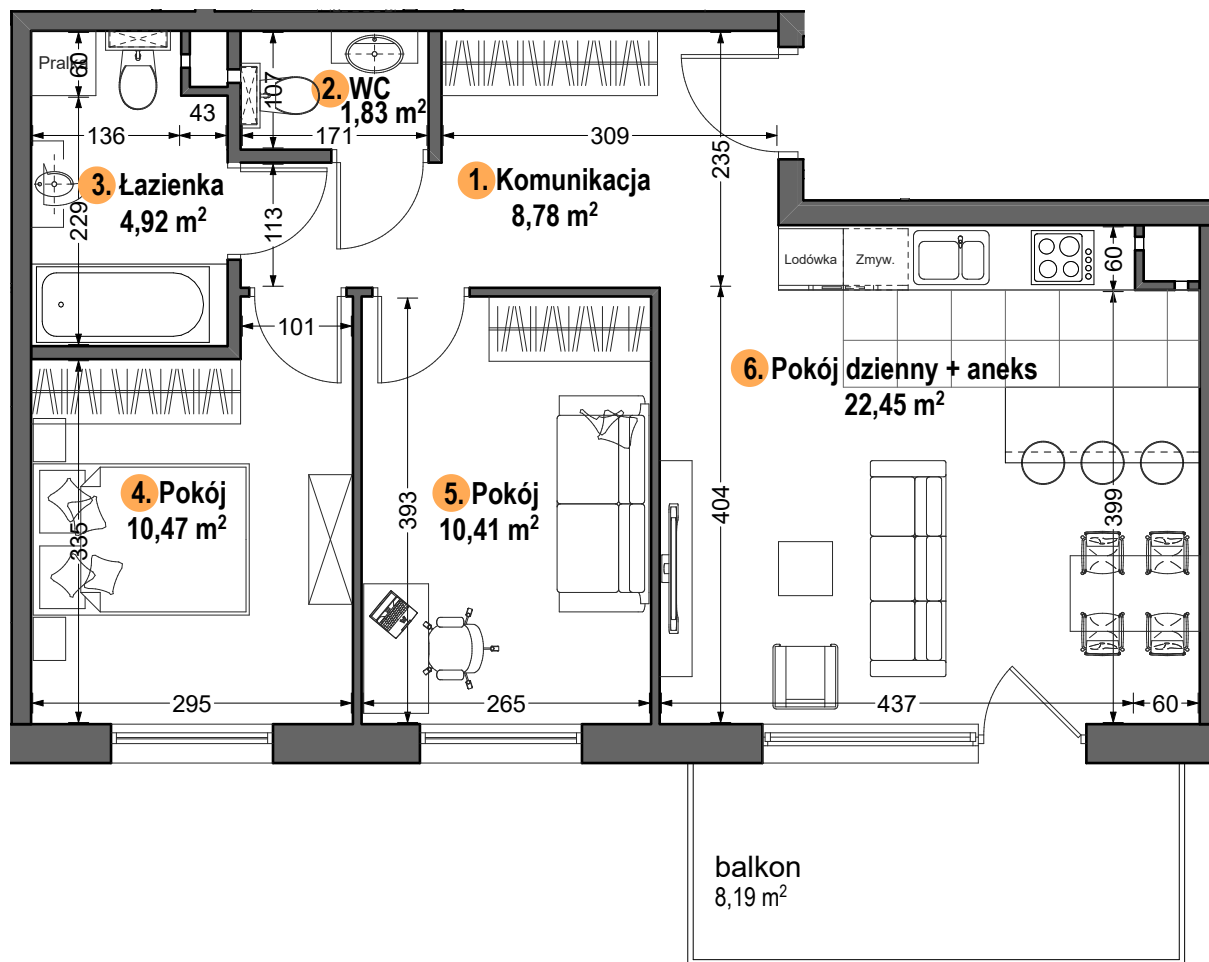 Pralka
60
43
136
229
2. WC
1,83 m²
107
171
309
235
3. Łazienka
4,92 m²
113
1. Komunikacja
8,78 m²
Lodówka
Zmyw.
60
101
6. Pokój dzienny + aneks
22,45 m²
4. Pokój
10,47 m²
335
5. Pokój
10,41 m²
393
404
399
295
265
437
60
balkon
8,19 m²